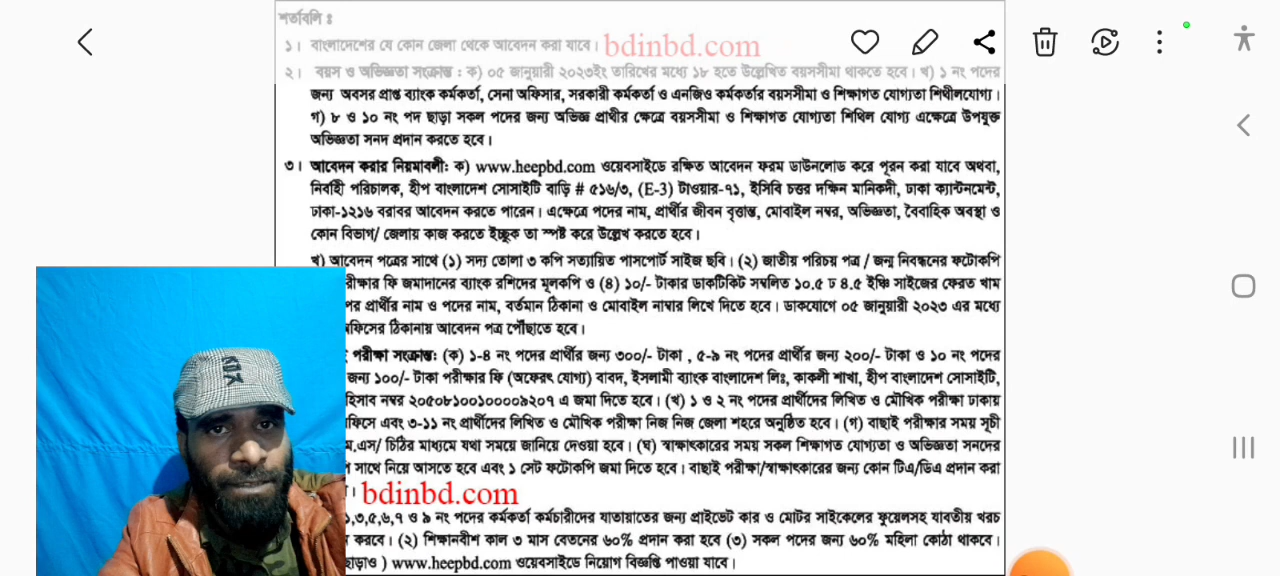 শর্তাবলি ঃ
১। বাংলাদেশের যে কোন জেলা থেকে আবেদন করা যাবে। bdinbd.com
২। বয়স ও অভিজ্ঞতা সংক্রান্ত : ক) ০৫ জানুয়ারী ২০২৩ইং তারিখের মধ্যে ১৮ হতে উল্লেখিত বয়সসীমা থাকতে হবে। খ) ১ নং পদের
জন্য অবসর প্রাপ্ত ব্যাংক কর্মকর্তা, সেনা অফিসার, সরকারী কর্মকর্তা ও এনজিও কর্মকর্তার বয়সসীমা ও শিক্ষাগত যোগ্যতা শিথীলযোগ্য।
গ) ৮ ও ১০ নং পদ ছাড়া সকল পদের জন্য অভিজ্ঞ প্রার্থীর ক্ষেত্রে বয়সসীমা ও শিক্ষাগত যোগ্যতা শিথিল যোগ্য এক্ষেত্রে উপযুক্ত
অভিজ্ঞতা সনদ প্রদান করতে হবে।
৩। আবেদন করার নিয়মাবলী: ক) www.heepbd.com ওয়েবসাইডে রক্ষিত আবেদন ফরম ডাউনলোড করে পূরন করা যাবে অথবা,
নির্বাহী পরিচালক, হীপ বাংলাদেশ সোসাইটি বাড়ি # ৫১৬/৩, (E-3) টাওয়ার-৭১, ইসিবি চত্তর দক্ষিন মানিকদী, ঢাকা ক্যান্টনমেন্ট,
ঢাকা-১২১৬ বরাবর আবেদন করতে পারেন। এক্ষেত্রে পদের নাম, প্রার্থীর জীবন বৃত্তান্ত, মোবাইল নম্বর, অভিজ্ঞতা, বৈবাহিক অবস্থা ও
কোন বিভাগ/ জেলায় কাজ করতে ইচ্ছুক তা স্পষ্ট করে উল্লেখ করতে হবে।
খ) আবেদন পত্রের সাথে (১) সদ্য তোলা ৩ কপি সত্যায়িত পাসপোর্ট সাইজ ছবি। (২) জাতীয় পরিচয় পত্র / জন্ম নিবন্ধনের ফটোকপি
রীক্ষার ফি জমাদানের ব্যাংক রশিদের মূলকপি ও (৪) ১০/- টাকার ডাকটিকিট সম্বলিত ১০.৫ ঢ ৪.৫ ইঞ্চি সাইজের ফেরত খাম
পর প্রার্থীর নাম ও পদের নাম, বর্তমান ঠিকানা ও মোবাইল নাম্বার লিখে দিতে হবে। ডাকযোগে ০৫ জানুয়ারী ২০২৩ এর মধ্যে
ফিসের ঠিকানায় আবেদন পত্র পৌঁছাতে হবে।
পরীক্ষা সংক্রান্ত: (ক) ১-৪ নং পদের প্রার্থীর জন্য ৩০০/- টাকা , ৫-৯ নং পদের প্রার্থীর জন্য ২০০/- টাকা ও ১০ নং পদের
জন্য ১০০/- টাকা পরীক্ষার ফি (অফেরৎ যোগ্য) বাবদ, ইসলামী ব্যাংক বাংলাদেশ লিঃ, কাকলী শাখা, হীপ বাংলাদেশ সোসাইটি,
হিসাব নম্বর ২০৫০৮১০০১০০০০৯২০৭ এ জমা দিতে হবে। (খ) ১ ও ২ নং পদের প্রার্থীদের লিখিত ও মৌখিক পরীক্ষা ঢাকায়
ফিসে এবং ৩-১১ নং প্রার্থীদের লিখিত ও মৌখিক পরীক্ষা নিজ নিজ জেলা শহরে অনুষ্ঠিত হবে। (গ) বাছাই পরীক্ষার সময় সূচী
ম.এস/ চিঠির মাধ্যমে যথা সময়ে জানিয়ে দেওয়া হবে। (ঘ) স্বাক্ষাৎকারের সময় সকল শিক্ষাগত যোগ্যতা ও অভিজ্ঞতা সনদের
সাথে নিয়ে আসতে হবে এবং ১ সেট ফটোকপি জমা দিতে হবে। বাছাই পরীক্ষা/স্বাক্ষাৎকারের জন্য কোন টিএ/ডিএ প্রদান করা
। bdinbd.com
১,৩,৫,৬,৭ ও ৯ নং পদের কর্মকর্তা কর্মচারীদের যাতায়াতের জন্য প্রাইভেট কার ও মোটর সাইকেলের ফুয়েলসহ যাবতীয় খরচ
করবে। (২) শিক্ষানবীশ কাল ৩ মাস বেতনের ৬০% প্রদান করা হবে (৩) সকল পদের জন্য ৬০% মহিলা কোঠা থাকবে।
ছাড়াও ) www.heepbd.com ওয়েবসাইডে নিয়োগ বিজ্ঞপ্তি পাওয়া যাবে।